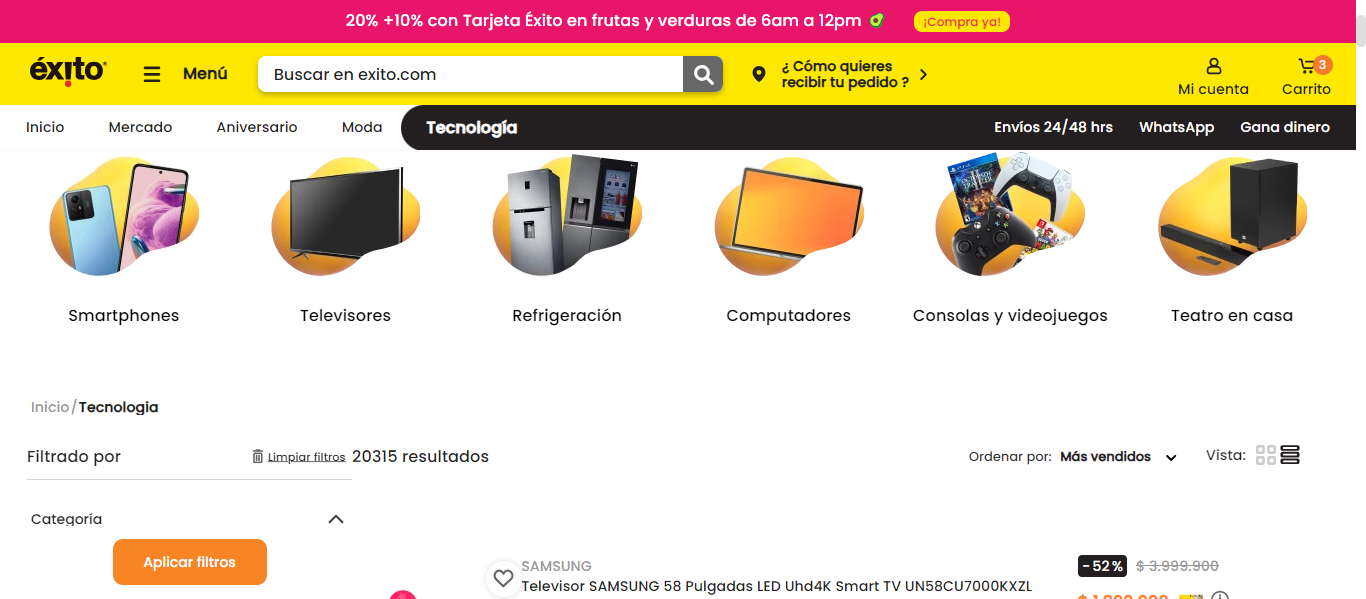 20% +10% con Tarjeta Éxito en frutas y verduras de 6am a 12pm ¡Compra ya!
éxito
Menú
Buscar en exito.com
¿ Cómo quieres
recibir tu pedido ?
Mi cuenta
3
Carrito
Inicio Mercado Aniversario Moda Tecnología Envíos 24/48 hrs WhatsApp Gana dinero
Smartphones Televisores Refrigeración Computadores Consolas y videojuegos Teatro en casa
Inicio/Tecnologia
Filtrado por Limpiar filtros 20315 resultados Ordenar por: Más vendidos Vista:
Categoría
Aplicar filtros
SAMSUNG -52% $ 3.999.900
Televisor SAMSUNG 58 Pulgadas LED Uhd4K Smart TV UN58CU7000KXZL